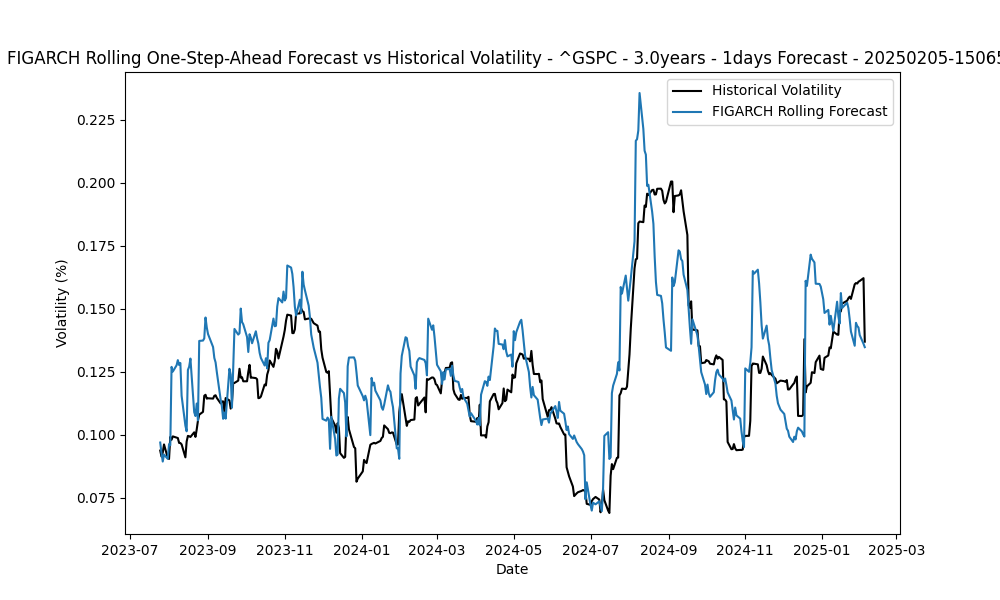 FIGARCH Rolling One-Step-Ahead Forecast vs Historical Volatility - ^GSPC - 3.0years - 1days Forecast - 20250205-15065
Historical Volatility
FIGARCH Rolling Forecast
Volatility (%)
0.225
0.200
0.175
0.150
0.125
0.100
0.075
2023-07 2023-09 2023-11 2024-01 2024-03 2024-05 2024-07 2024-09 2024-11 2025-01 2025-03
Date